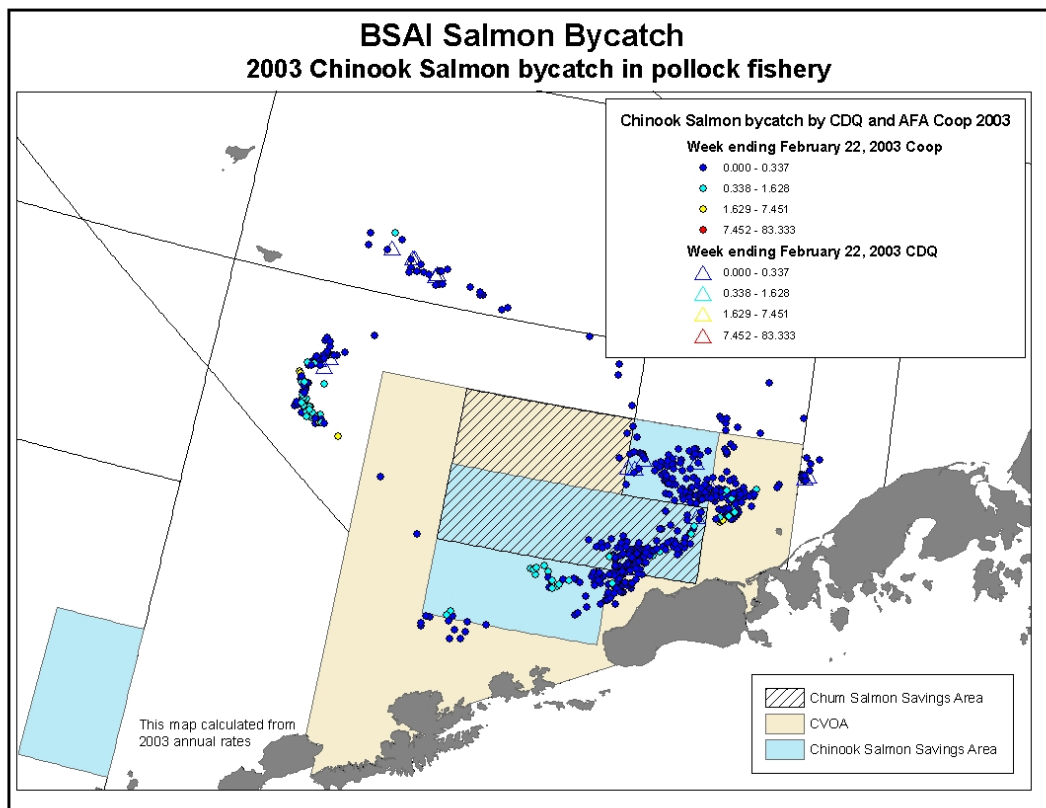 BSAI Salmon Bycatch
2003 Chinook Salmon bycatch in pollock fishery
Chinook Salmon bycatch by CDQ and AFA Coop 2003
Week ending February 22, 2003 Coop
0.000 - 0.337
0.338 - 1.628
1.629 - 7.451
7.452 - 83.333
Week ending February 22, 2003 CDQ
0.000 - 0.337
0.338 - 1.628
1.629 - 7.451
7.452 - 83.333
This map calculated from
2003 annual rates
Chum Salmon Savings Area
CVOA
Chinook Salmon Savings Area